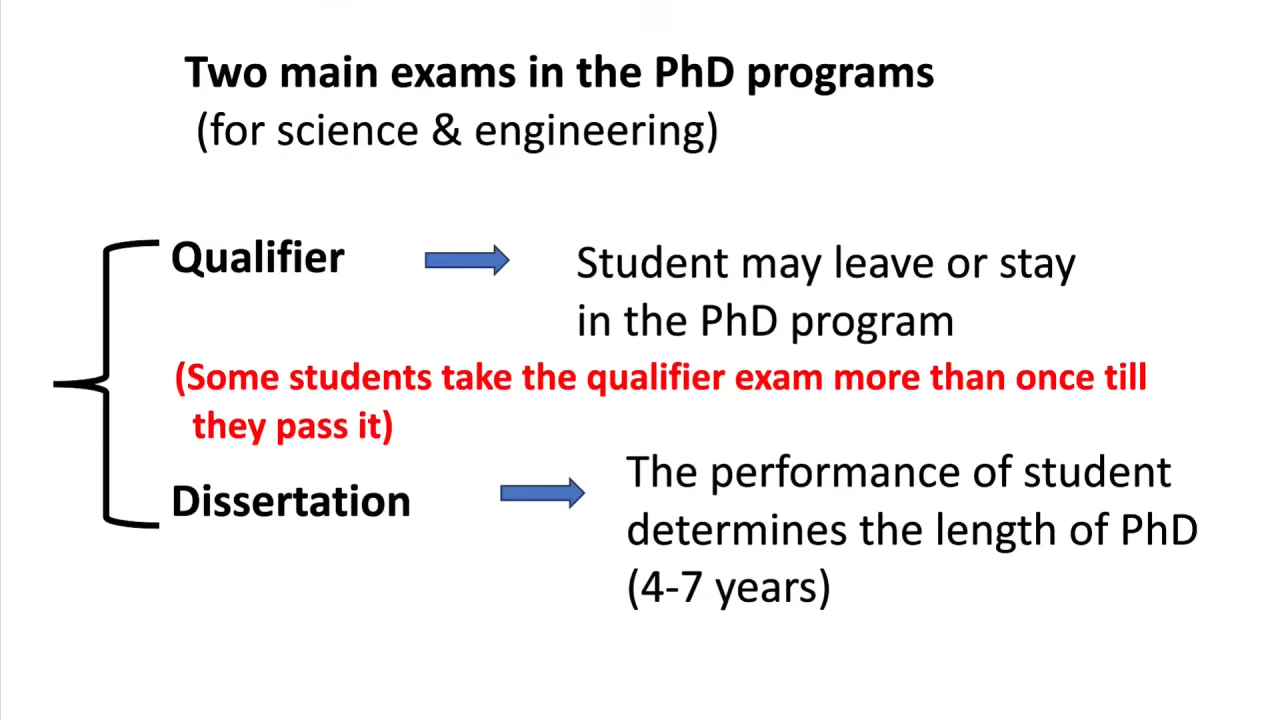 Two main exams in the PhD programs
(for science & engineering)
Qualifier
Student may leave or stay
in the PhD program
(Some students take the qualifier exam more than once till
they pass it)
Dissertation
The performance of student
determines the length of PhD
(4-7 years)